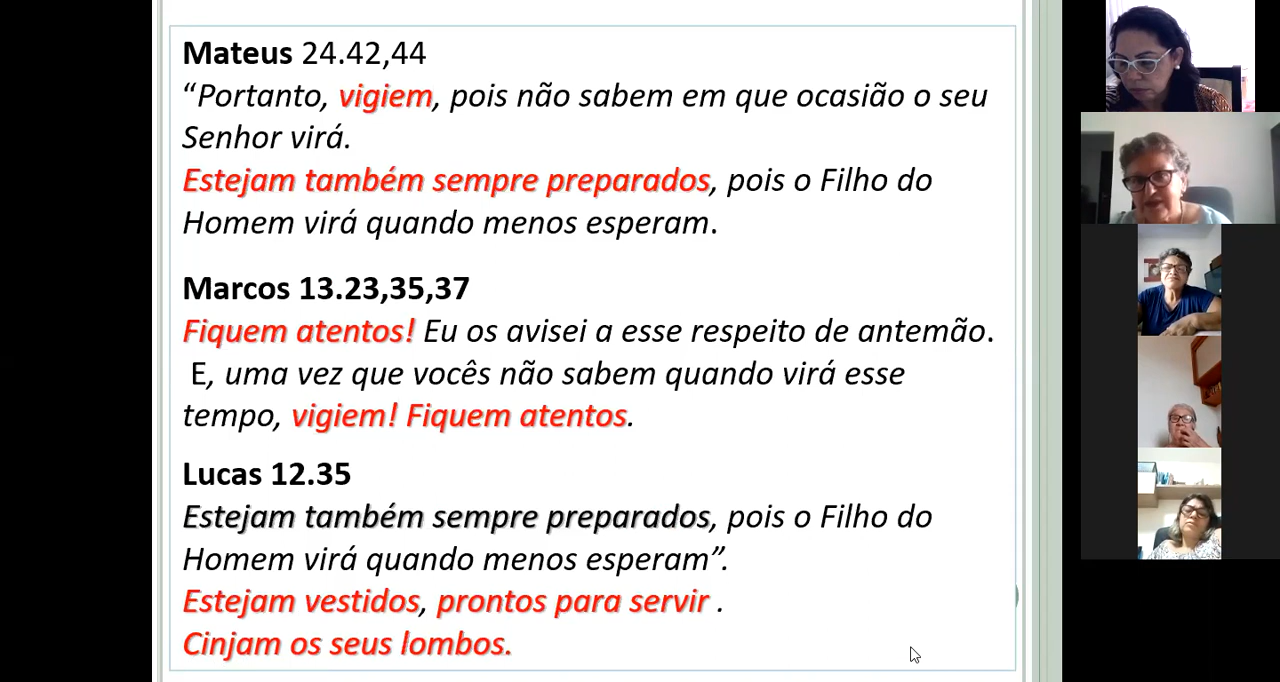 Mateus 24.42,44
“Portanto, vigiem, pois não sabem em que ocasião o seu
Senhor virá.
Estejam também sempre preparados, pois o Filho do
Homem virá quando menos esperam.
Marcos 13.23,35,37
Fiquem atentos! Eu os avisei a esse respeito de antemão.
E, uma vez que vocês não sabem quando virá esse
tempo, vigiem! Fiquem atentos.
Lucas 12.35
Estejam também sempre preparados, pois o Filho do
Homem virá quando menos esperam”.
Estejam vestidos, prontos para servir .
Cinjam os seus lombos.